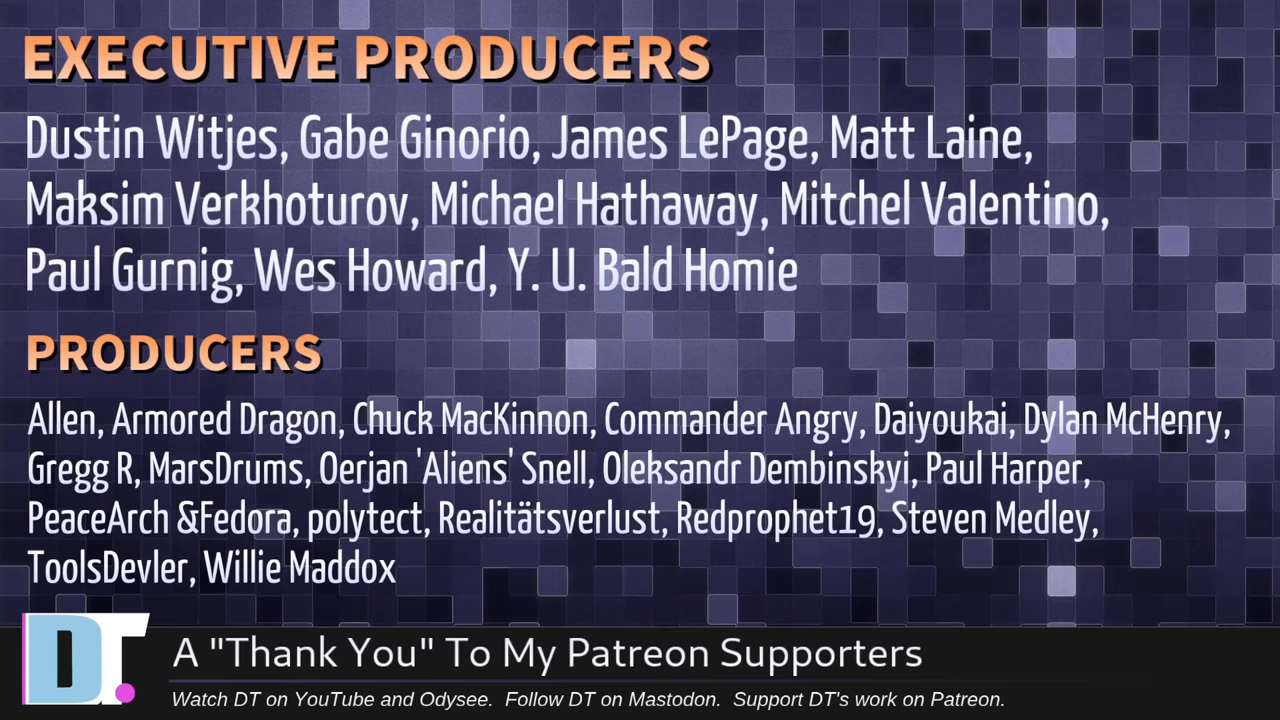 EXECUTIVE PRODUCERS
Dustin Witjes, Gabe Ginorio, James LePage, Matt Laine,
Maksim Verkhoturov, Michael Hathaway, Mitchel Valentino,
Paul Gurnig, Wes Howard, Y. U. Bald Homie
PRODUCERS
Allen, Armored Dragon, Chuck MacKinnon, Commander Angry, Daiyoukai, Dylan McHenry,
Gregg R, MarsDrums, Oerjan 'Aliens' Snell, Oleksandr Dembinskyi, Paul Harper,
PeaceArch &Fedora, polytect, Realitätsverlust, Redprophet19, Steven Medley,
ToolsDevler, Willie Maddox
DT.
A "Thank You" To My Patreon Supporters
Watch DT on YouTube and Odysee. Follow DT on Mastodon. Support DT's work on Patreon.